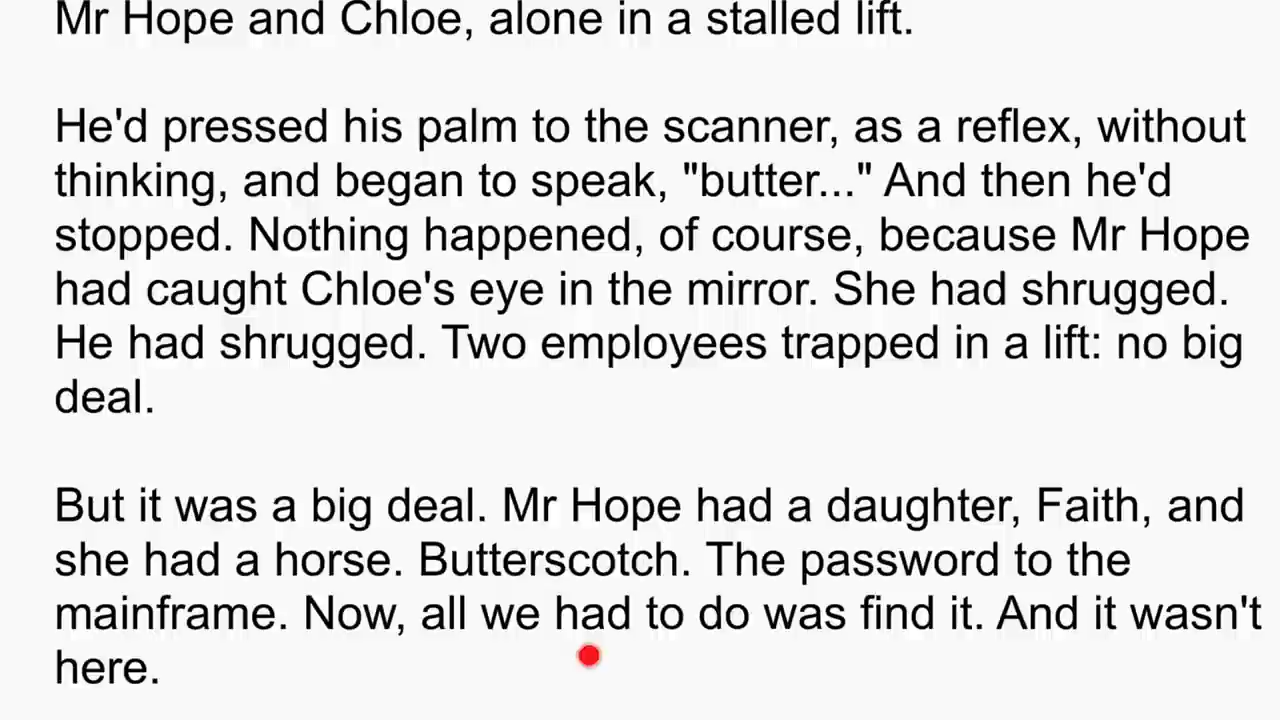 Mr Hope and Chloe, alone in a stalled lift.
He'd pressed his palm to the scanner, as a reflex, without
thinking, and began to speak, "butter..." And then he'd
stopped. Nothing happened, of course, because Mr Hope
had caught Chloe's eye in the mirror. She had shrugged.
He had shrugged. Two employees trapped in a lift: no big
deal.
But it was a big deal. Mr Hope had a daughter, Faith, and
she had a horse. Butterscotch. The password to the
mainframe. Now, all we had to do was find it. And it wasn't
here.